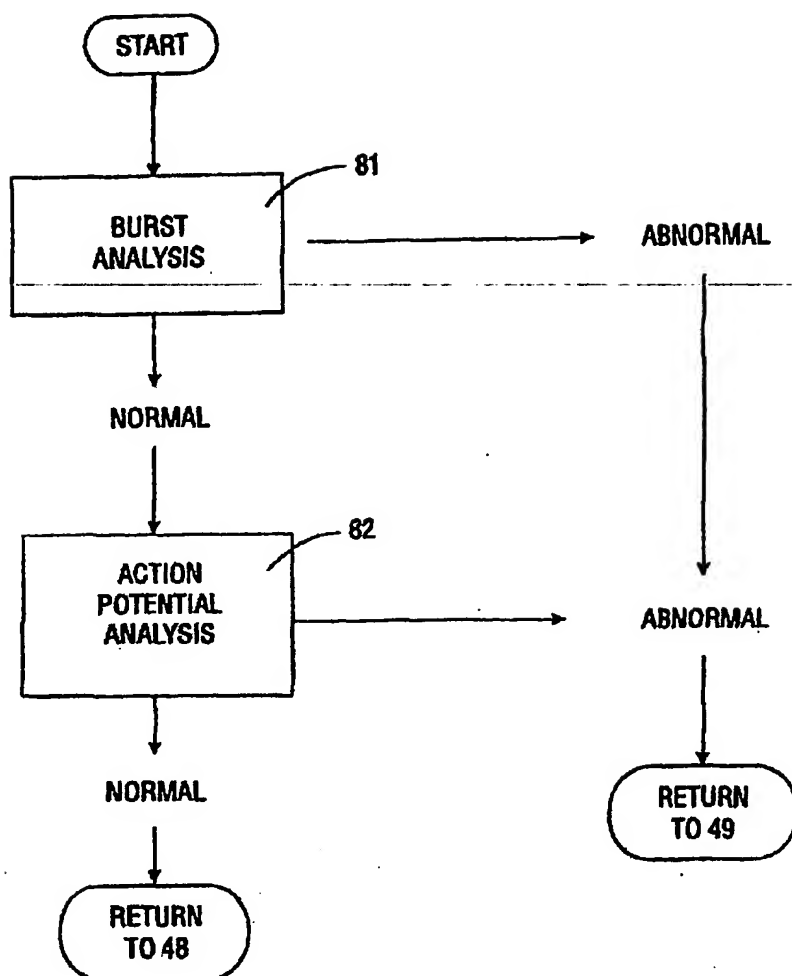 START
81
BURST
ANALYSIS
ABNORMAL
NORMAL
82
ACTION
POTENTIAL
ANALYSIS
ABNORMAL
NORMAL
RETURN
TO 49
RETURN
TO 48